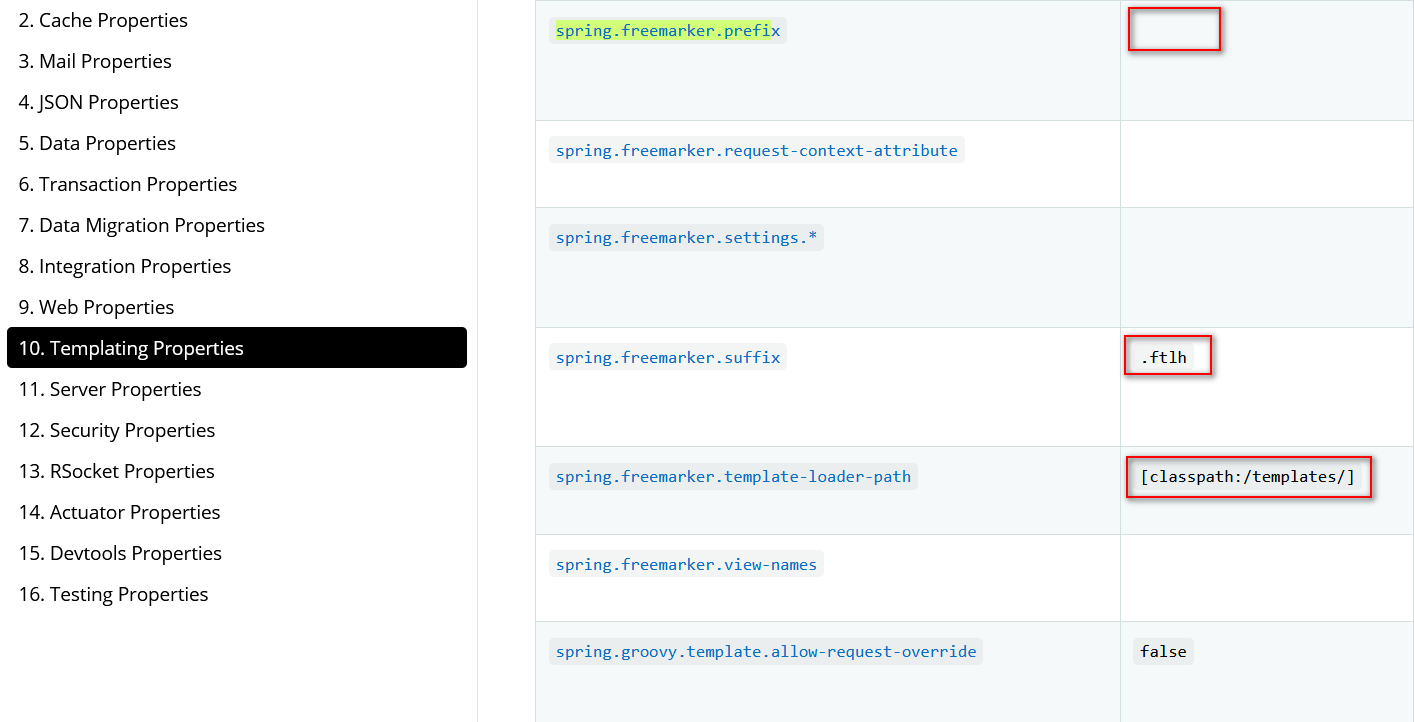 2. Cache Properties
3. Mail Properties
4. JSON Properties
5. Data Properties
6. Transaction Properties
7. Data Migration Properties
8. Integration Properties
9. Web Properties
10. Templating Properties
11. Server Properties
12. Security Properties
13. RSocket Properties
14. Actuator Properties
15. Devtools Properties
16. Testing Properties
spring.freemarker.prefix
spring.freemarker.request-context-attribute
spring.freemarker.settings.*
spring.freemarker.suffix .ftlh
spring.freemarker.template-loader-path [classpath:/templates/]
spring.freemarker.view-names
spring.groovy.template.allow-request-override false